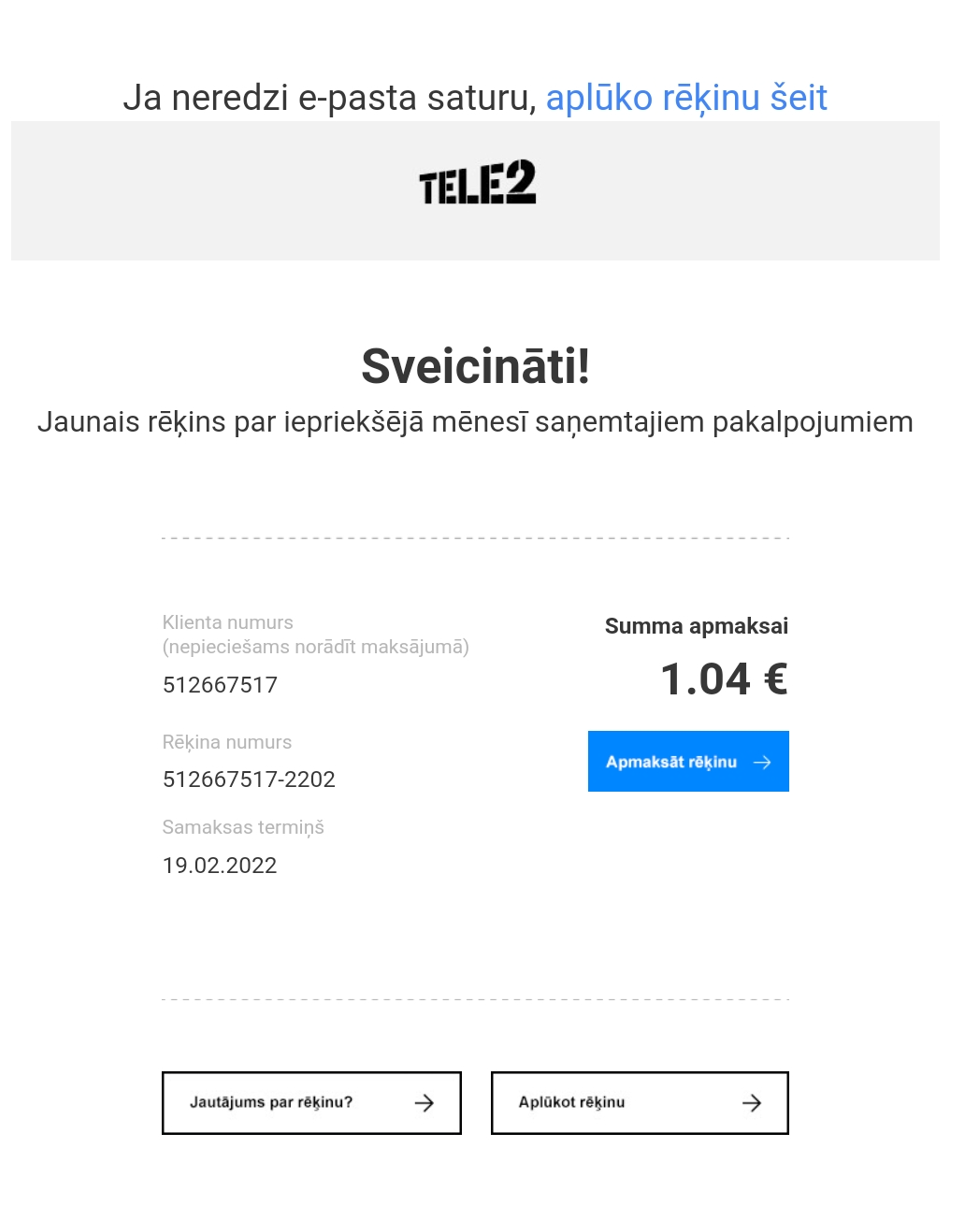 Ja neredzi e-pasta saturu, aplūko rēķinu šeit
TELE2
Sveicināti!
Jaunais rēķins par iepriekšējā mēnesī saņemtajiem pakalpojumiem
Klienta numurs
(nepieciešams norādīt maksājumā)
512667517
Rēķina numurs
512667517-2202
Samaksas termiņš
19.02.2022
Summa apmaksai
1.04 €
Apmaksāt rēķinu
Jautājums par rēķinu?
Aplūkot rēķinu